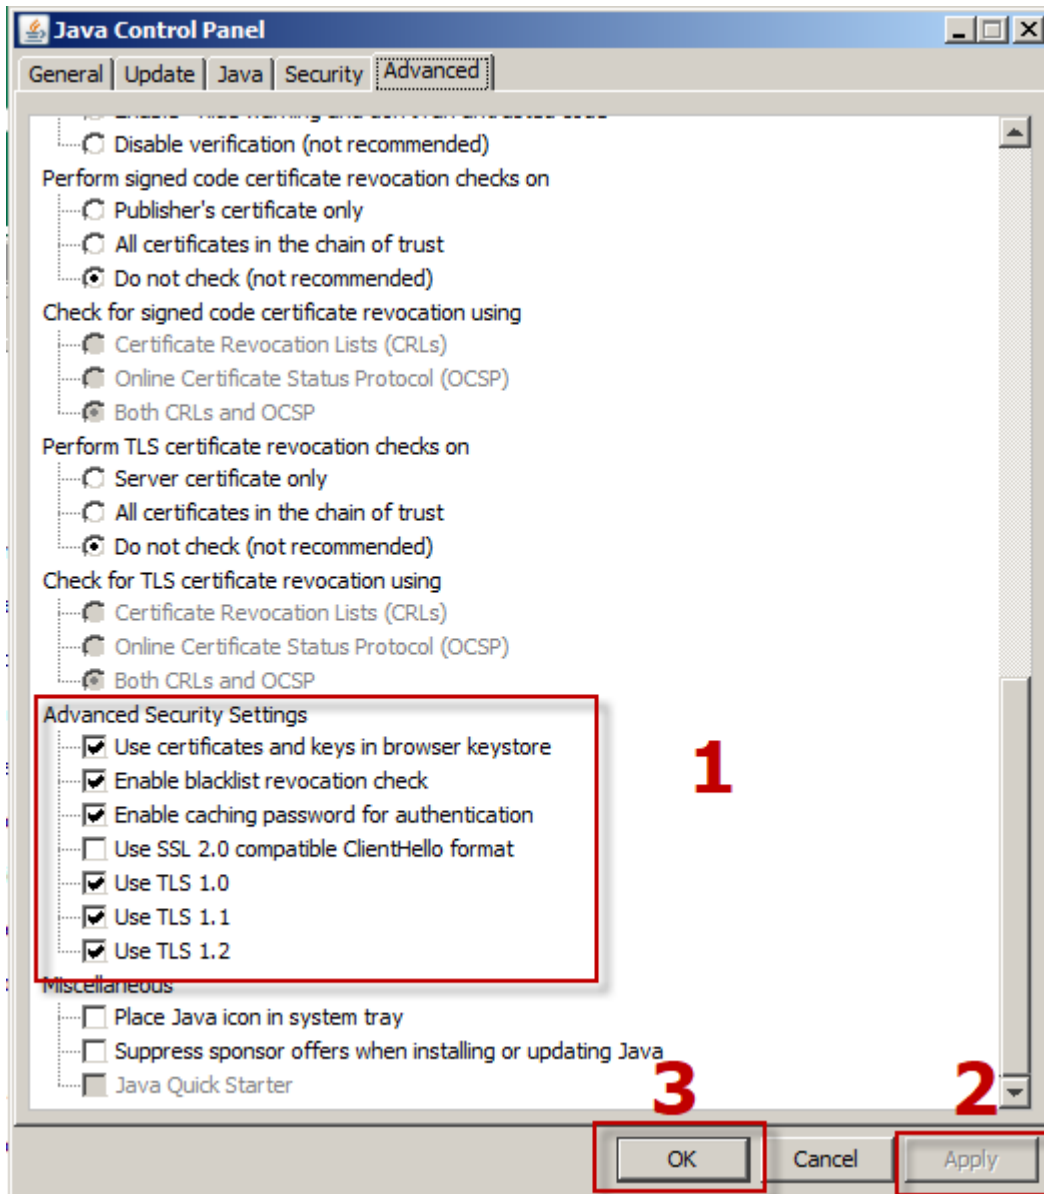 Java Control Panel
General Update Java Security Advanced
Disable verification (not recommended)
Perform signed code certificate revocation checks on
Publisher's certificate only
All certificates in the chain of trust
Do not check (not recommended)
Check for signed code certificate revocation using
Certificate Revocation Lists (CRLs)
Online Certificate Status Protocol (OCSP)
Both CRLs and OCSP
Perform TLS certificate revocation checks on
Server certificate only
All certificates in the chain of trust
Do not check (not recommended)
Check for TLS certificate revocation using
Certificate Revocation Lists (CRLs)
Online Certificate Status Protocol (OCSP)
Both CRLs and OCSP
Advanced Security Settings
Use certificates and keys in browser keystore
1
Enable blacklist revocation check
Enable caching password for authentication
Use SSL 2.0 compatible ClientHello format
Use TLS 1.0
Use TLS 1.1
Use TLS 1.2
Miscellaneous
Place Java icon in system tray
Suppress sponsor offers when installing or updating Java
Java Quick Starter
3 2
OK Cancel Apply